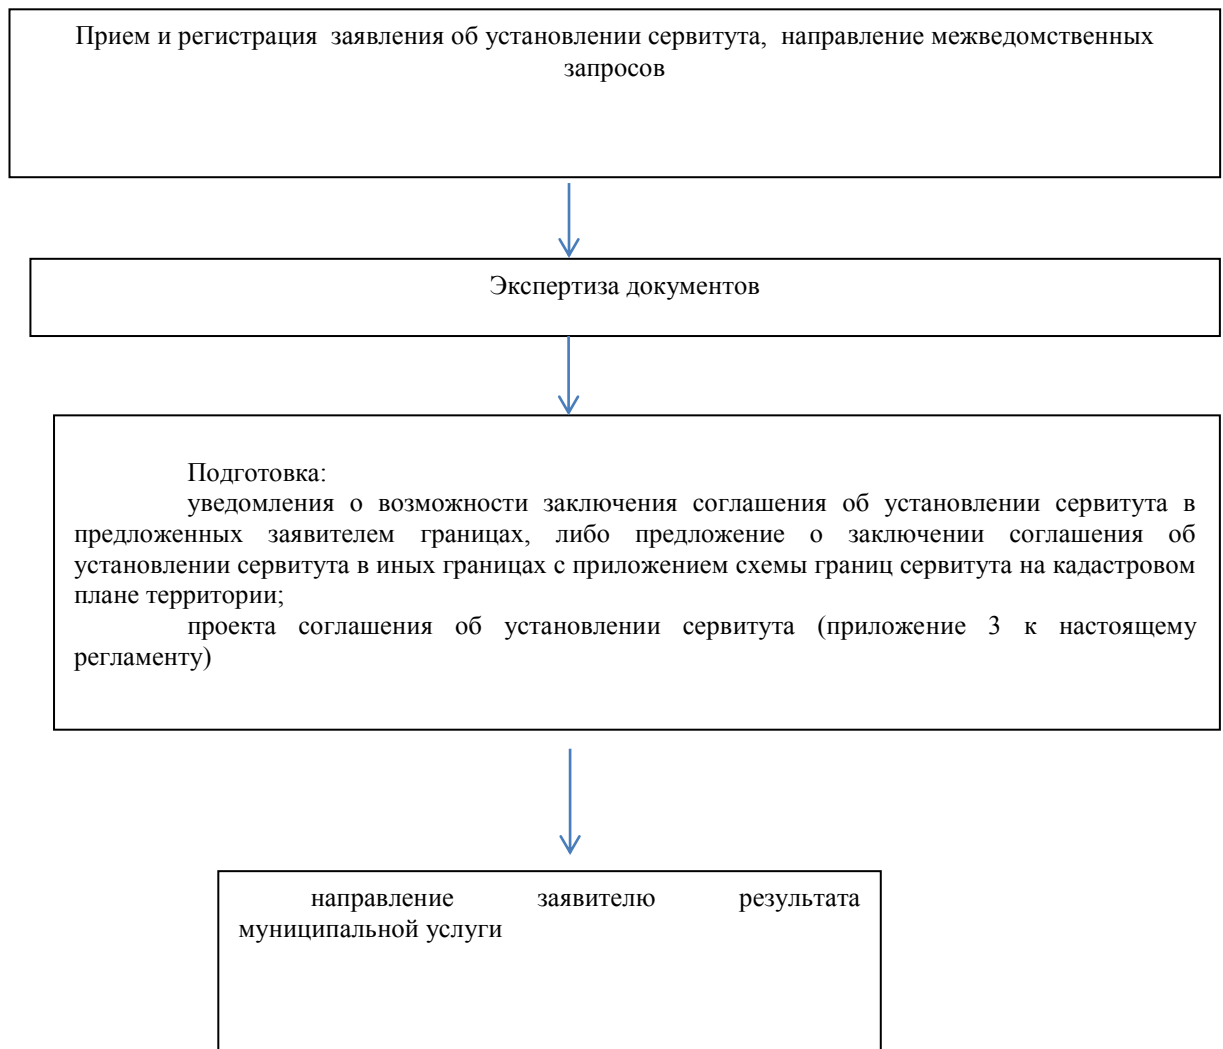 Прием и регистрация заявления об установлении сервитута, направление межведомственных
запросов
Экспертиза документов
Подготовка:
уведомления о возможности заключения соглашения об установлении сервитута в
предложенных заявителем границах, либо предложение о заключении соглашения об
установлении сервитута в иных границах с приложением схемы границ сервитута на кадастровом
плане территории;
проекта соглашения об установлении сервитута (приложение 3 к настоящему
регламенту)
направление заявителю результата
муниципальной услуги